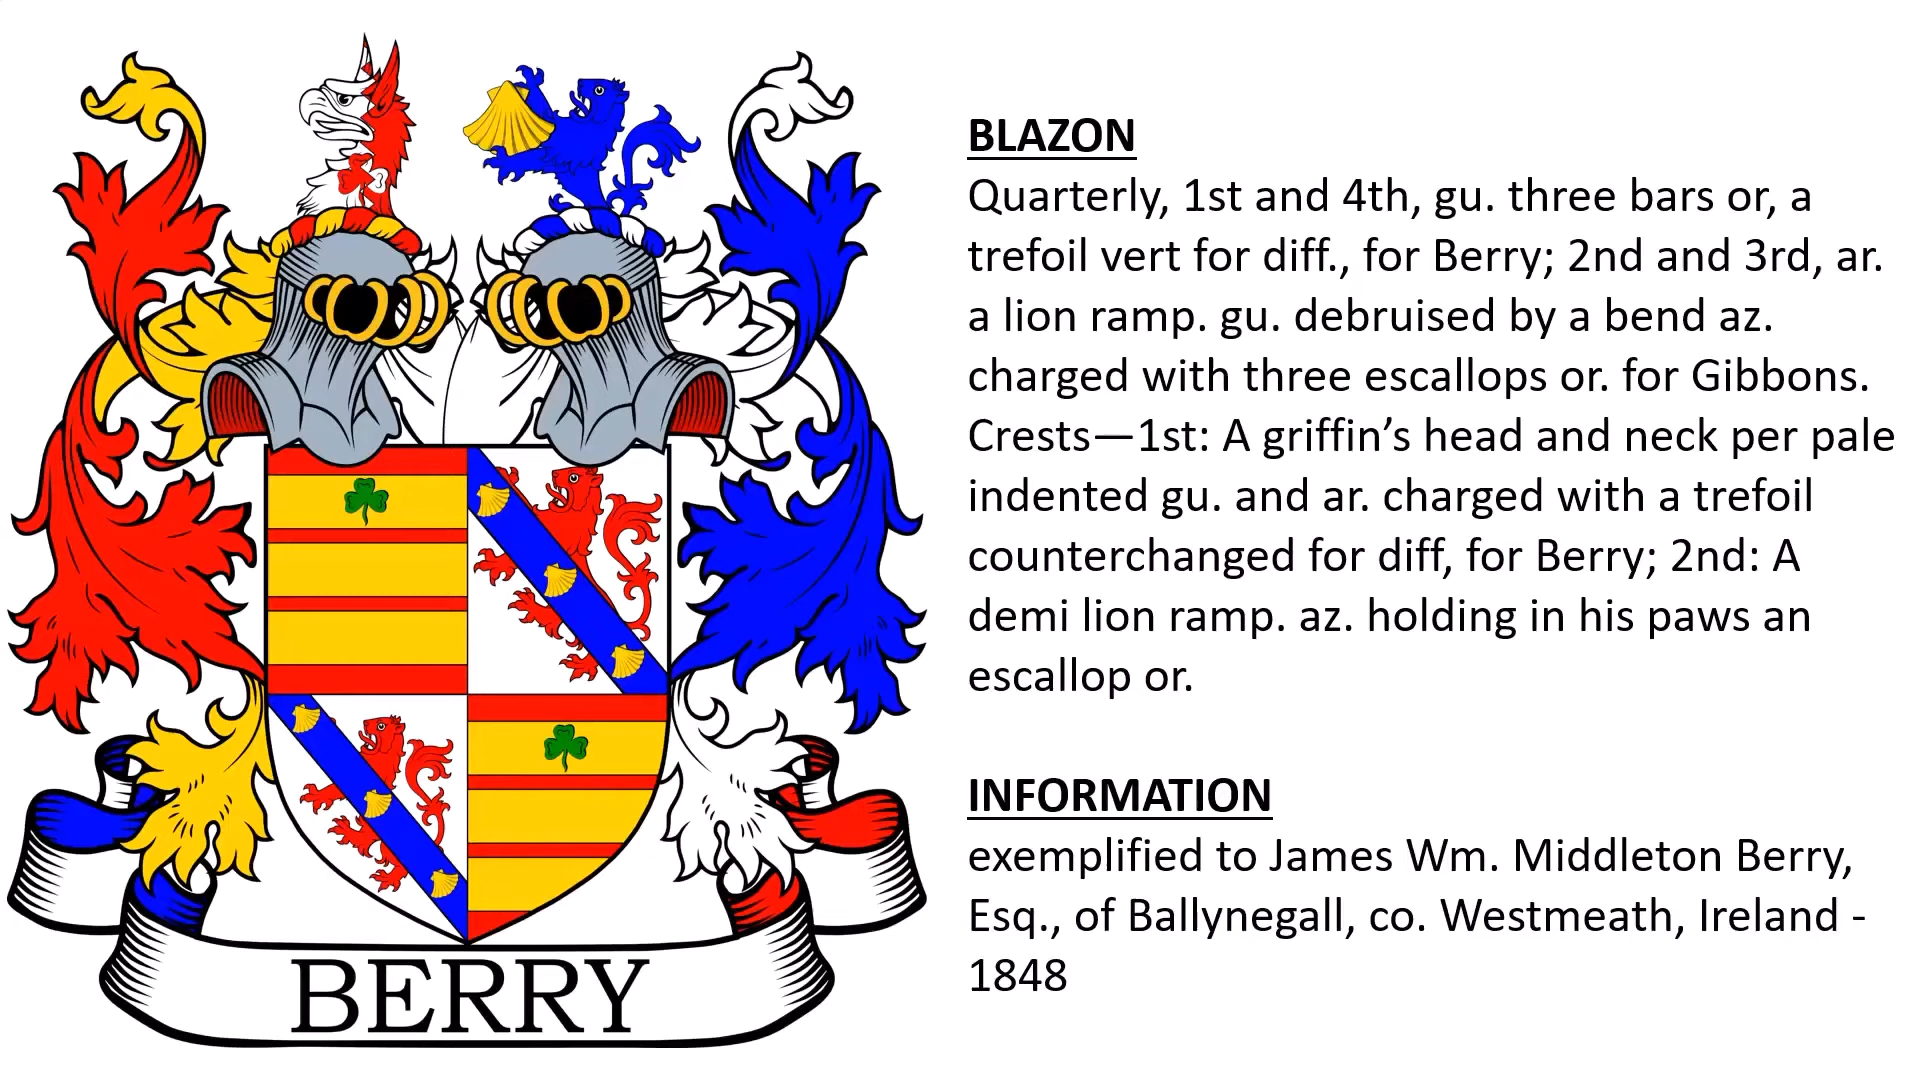 BLAZON
Quarterly, 1st and 4th, gu. three bars or, a
trefoil vert for diff., for Berry; 2nd and 3rd, ar.
a lion ramp. gu. debruised by a bend az.
charged with three escallops or. for Gibbons.
Crests—1st: A griffin’s head and neck per pale
indented gu. and ar. charged with a trefoil
counterchanged for diff, for Berry; 2nd: A
demi lion ramp. az. holding in his paws an
escallop or.
INFORMATION
exemplified to James Wm. Middleton Berry,
Esq., of Ballynegall, co. Westmeath, Ireland -
1848
BERRY